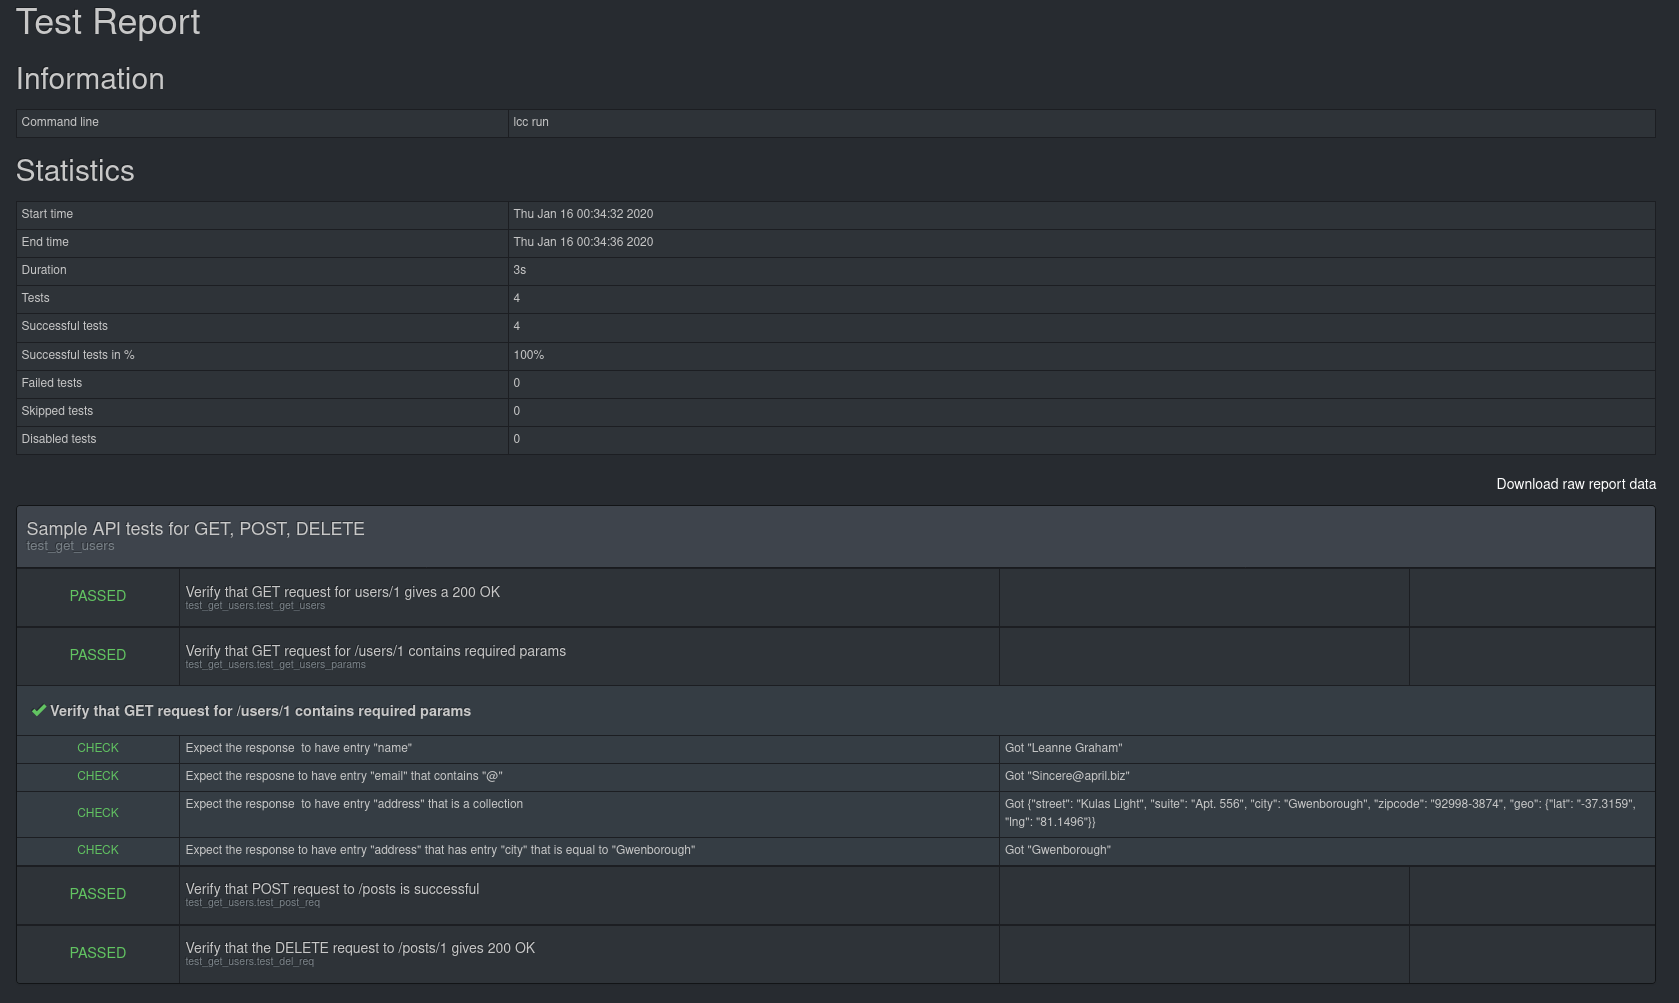 Test Report
Information
Command line lcc run
Statistics
Start time Thu Jan 16 00:34:32 2020
End time Thu Jan 16 00:34:36 2020
Duration 3s
Tests 4
Successful tests 4
Successful tests in % 100%
Failed tests 0
Skipped tests 0
Disabled tests 0
Download raw report data
Sample API tests for GET, POST, DELETE
test_get_users
PASSED Verify that GET request for users/1 gives a 200 OK
test_get_users.test_get_users
PASSED Verify that GET request for /users/1 contains required params
test_get_users.test_get_users_params
Verify that GET request for /users/1 contains required params
CHECK Expect the response  to have entry "name" Got "Leanne Graham"
CHECK Expect the resposne to have entry "email" that contains "@" Got "Sincere@april.biz"
CHECK Expect the response  to have entry "address" that is a collection Got {"street": "Kulas Light", "suite": "Apt. 556", "city": "Gwenborough", "zipcode": "92998-3874", "geo": {"lat": "-37.3159",
"lng": "81.1496"}}
CHECK Expect the response to have entry "address" that has entry "city" that is equal to "Gwenborough" Got "Gwenborough"
PASSED Verify that POST request to /posts is successful
test_get_users.test_post_req
PASSED Verify that the DELETE request to /posts/1 gives 200 OK
test_get_users.test_del_req